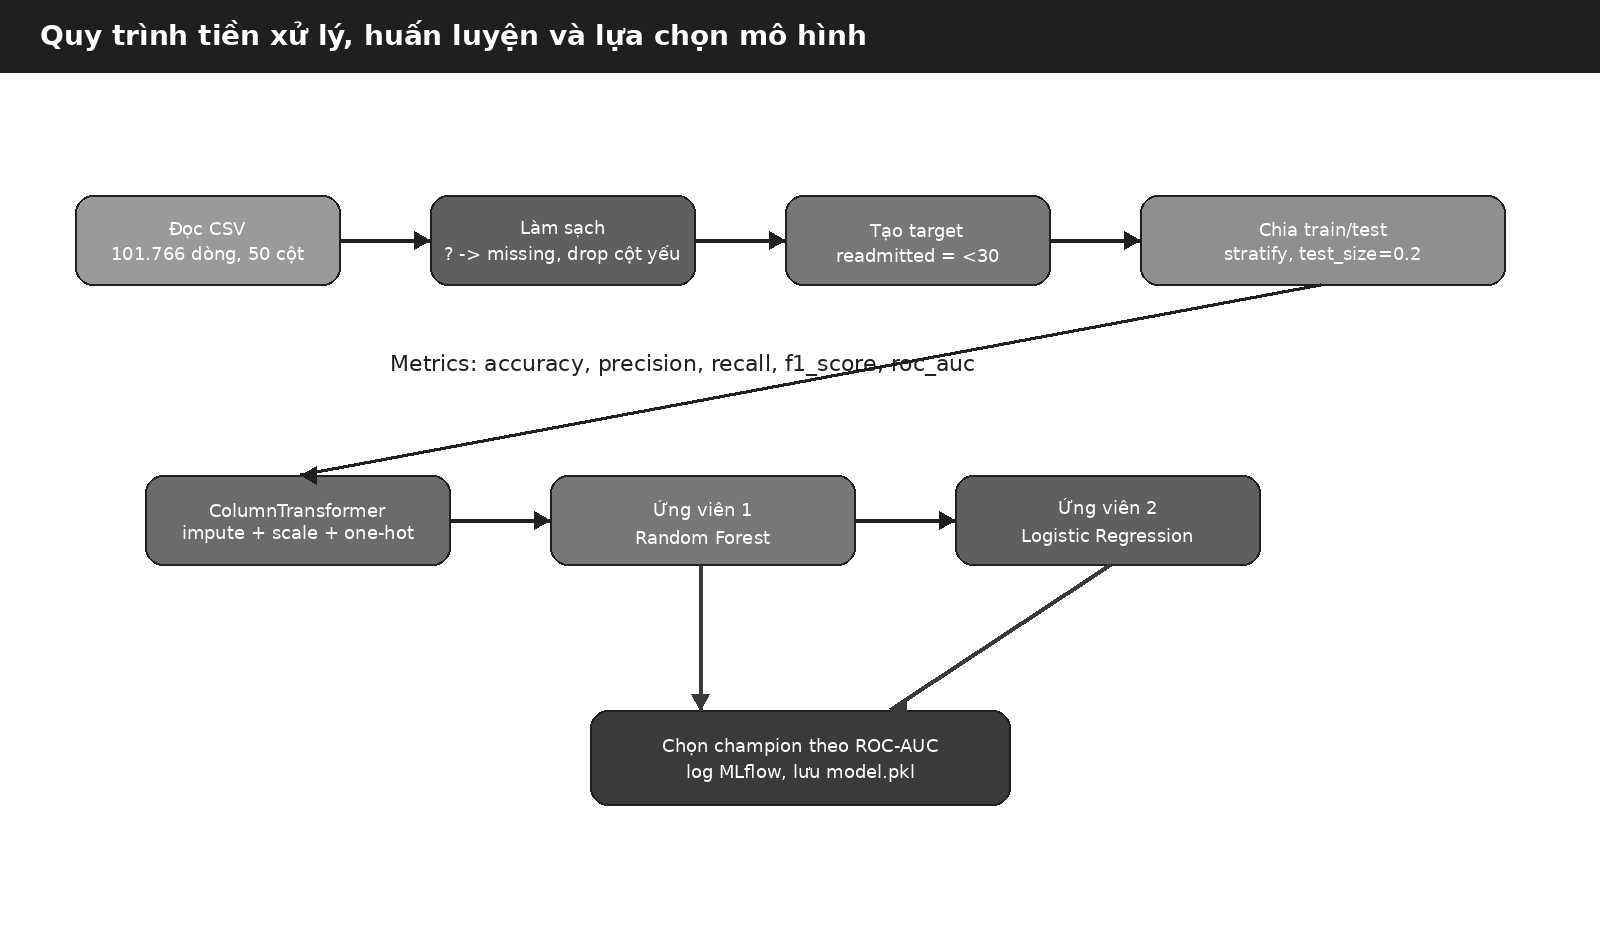 Quy trình tiền xử lý, huấn luyện và lựa chọn mô hình
Đọc CSV
101.766 dòng, 50 cột
Làm sạch
? -> missing, drop cột yếu
Tạo target
readmitted = <30
Chia train/test
stratify, test_size=0.2
Metrics: accuracy, precision, recall, f1_score, roc_auc
ColumnTransformer
impute + scale + one-hot
Ứng viên 1
Random Forest
Ứng viên 2
Logistic Regression
Chọn champion theo ROC-AUC
log MLflow, lưu model.pkl